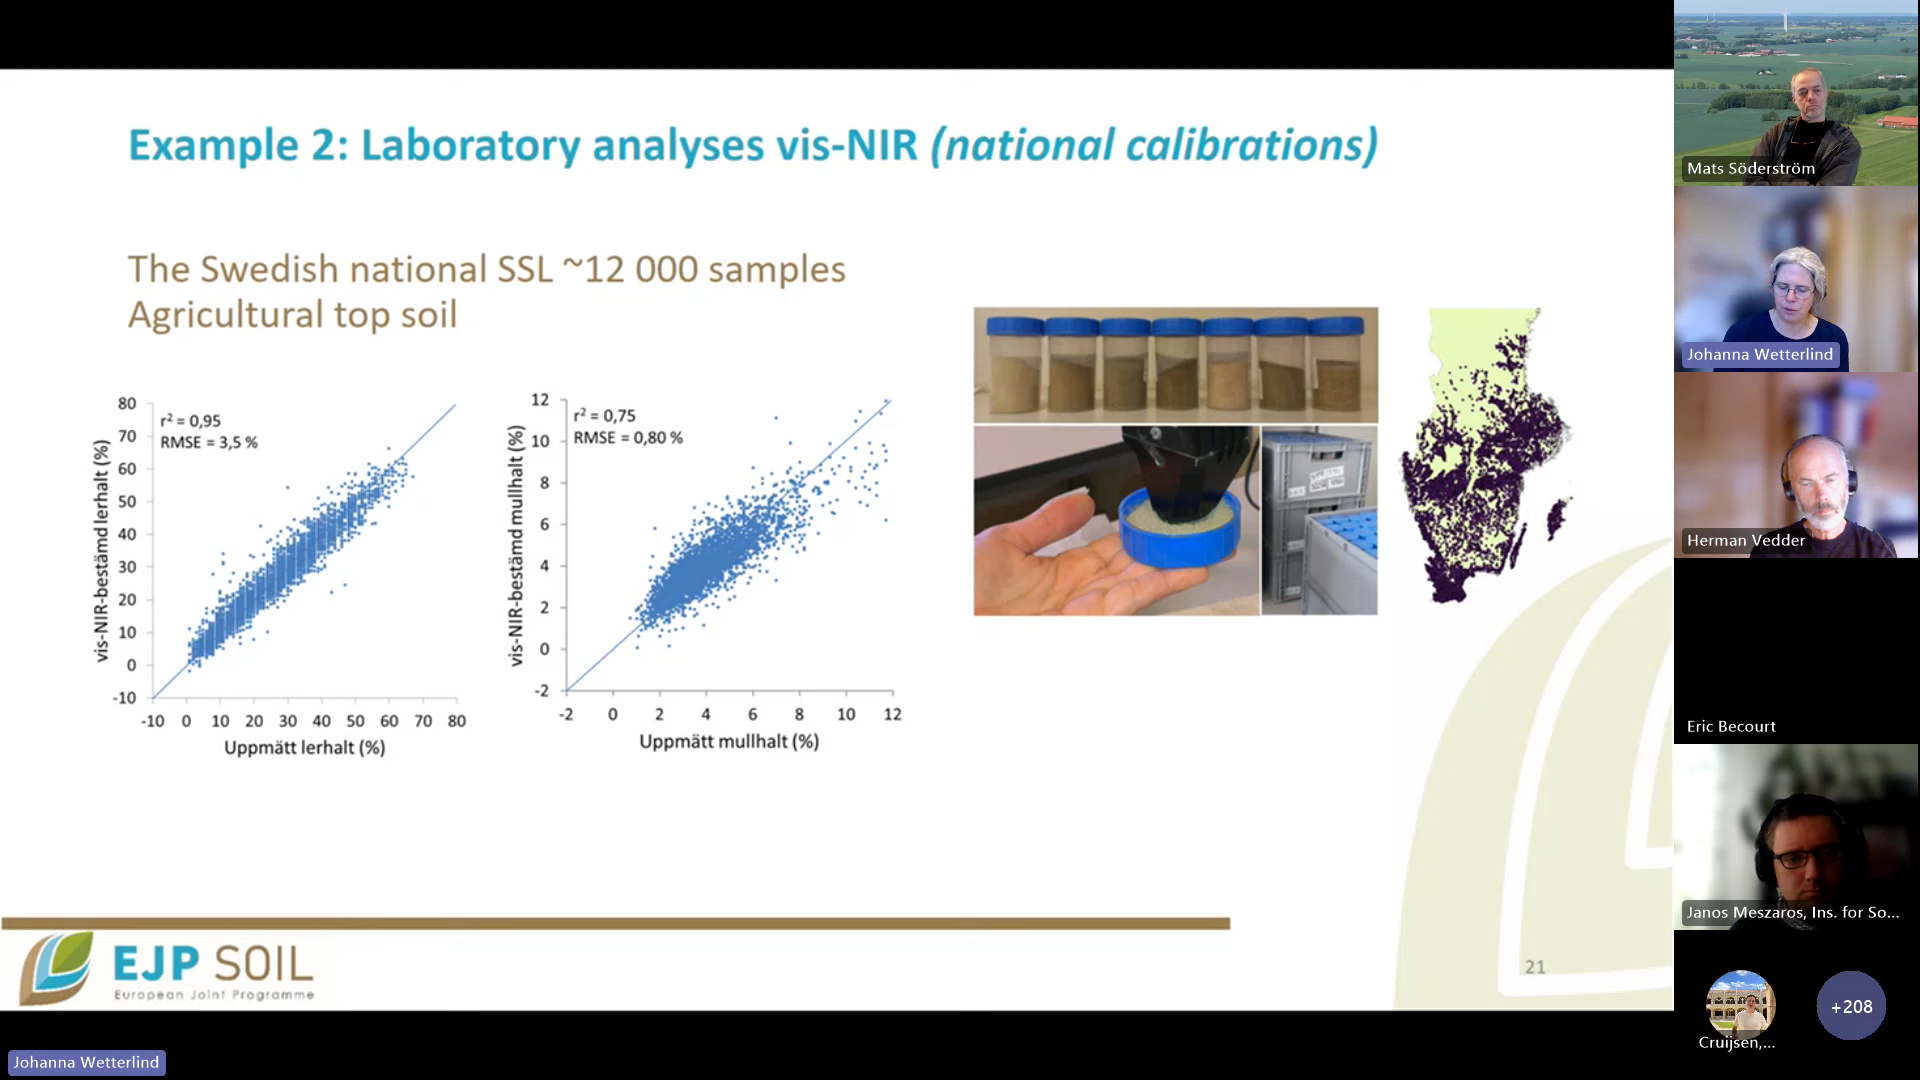 Example 2: Laboratory analyses vis-NIR (national calibrations)
The Swedish national SSL ~12 000 samples
Agricultural top soil
r² = 0,95
RMSE = 3,5 %
vis-NIR-bestämd lerhalt (%)
80
70
60
50
40
30
20
10
0
-10
-10 0 10 20 30 40 50 60 70 80
Uppmätt lerhalt (%)
r² = 0,75
RMSE = 0,80 %
vis-NIR-bestämd mullhalt (%)
12
10
8
6
4
2
0
-2
-2 0 2 4 6 8 10 12
Uppmätt mullhalt (%)
EJP SOIL
European Joint Programme
21
Johanna Wetterlind
Mats Söderström
Johanna Wetterlind
Herman Vedder
Eric Becourt
Janos Meszaros, Ins. for So...
Cruijsen,...
+208